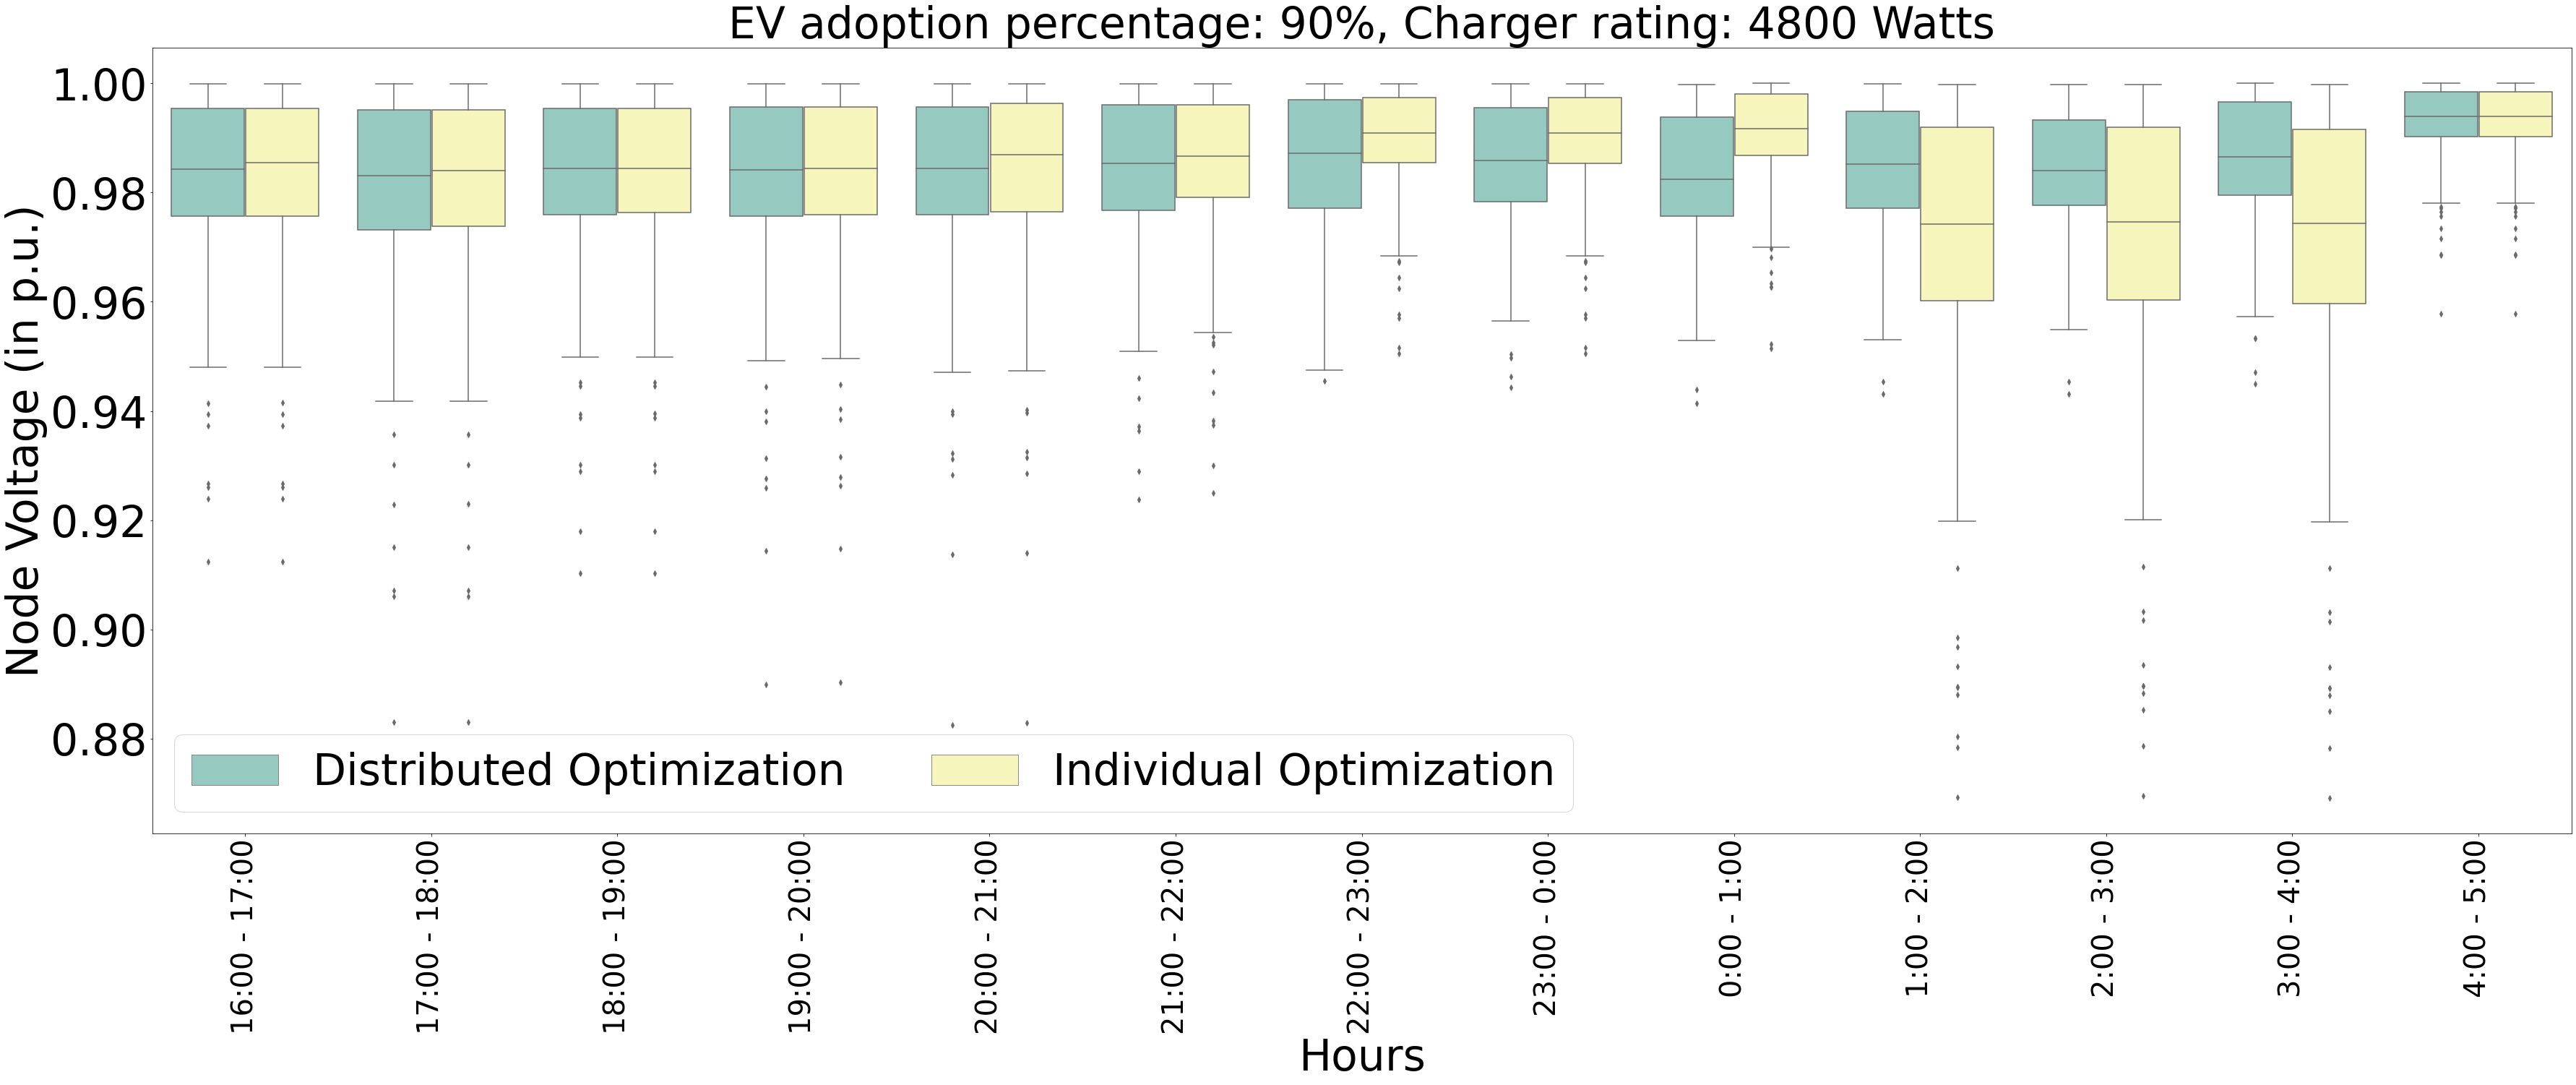 EV adoption percentage: 90%, Charger rating: 4800 Watts
Node Voltage (in p.u.)
1.00
0.98
0.96
0.94
0.92
0.90
0.88
Distributed Optimization
Individual Optimization
16:00 - 17:00
17:00 - 18:00
18:00 - 19:00
19:00 - 20:00
20:00 - 21:00
21:00 - 22:00
22:00 - 23:00
23:00 - 0:00
0:00 - 1:00
1:00 - 2:00
2:00 - 3:00
3:00 - 4:00
4:00 - 5:00
Hours